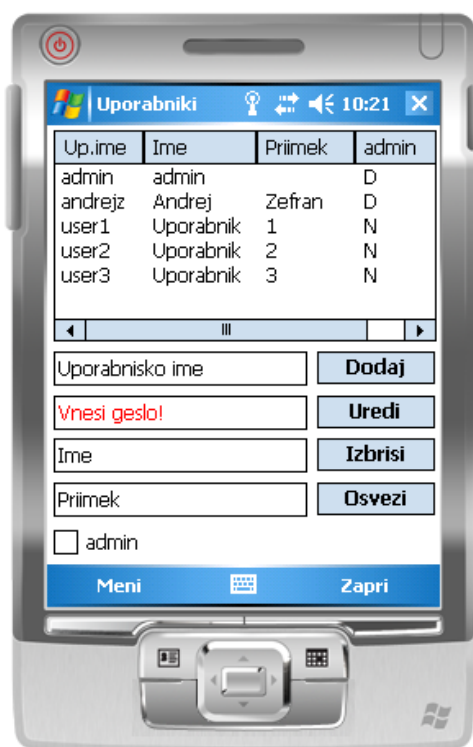 Uporabniki 10:21
Up.ime Ime Priimek admin
admin admin D
andrejz Andrej Zefran D
user1 Uporabnik 1 N
user2 Uporabnik 2 N
user3 Uporabnik 3 N
Uporabnisko ime Dodaj
Vnesi geslo! Uredi
Ime Izbrisi
Priimek Osvezi
admin
Meni Zapri